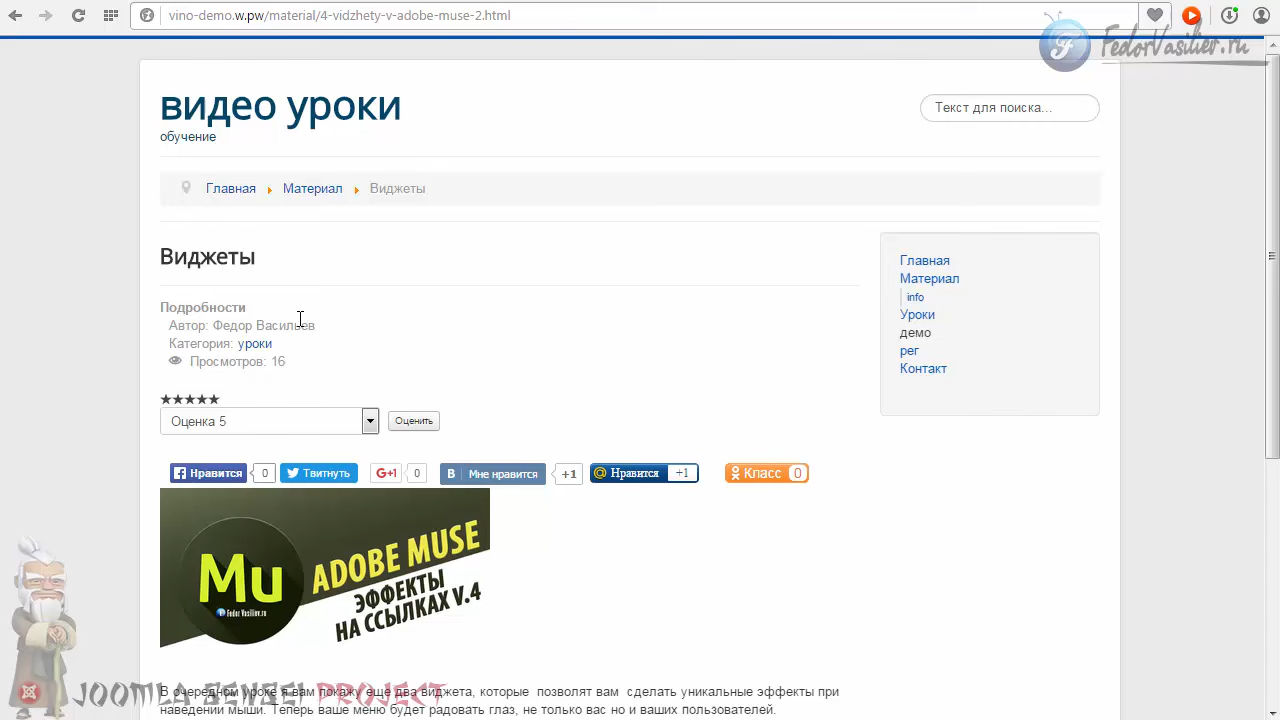 vino-demo.w.pw/material/4-vidzhety-v-adobe-muse-2.html
FedorVasiliev.ru
видео уроки
обучение
Текст для поиска...
Главная Материал Виджеты
Виджеты
Подробности
Автор: Федор Васильев
Категория: уроки
Просмотров: 16
Оценка 5 Оценить
Нравится 0 Твитнуть G+1 0 В Мне нравится +1 @ Нравится +1 Класс 0
Mu
Fedor Vasiliev.ru
ADOBE MUSE
ЭФФЕКТЫ
НА ССЫЛКАХ V.4
В очередном уроке я вам покажу еще два виджета, которые позволят вам сделать уникальные эффекты при
наведении мыши. Теперь ваше меню будет радовать глаз, не только вас но и ваших пользователей.
Главная
Материал
info
Уроки
демо
рег
Контакт
JOOMLA SENSEI PROJECT